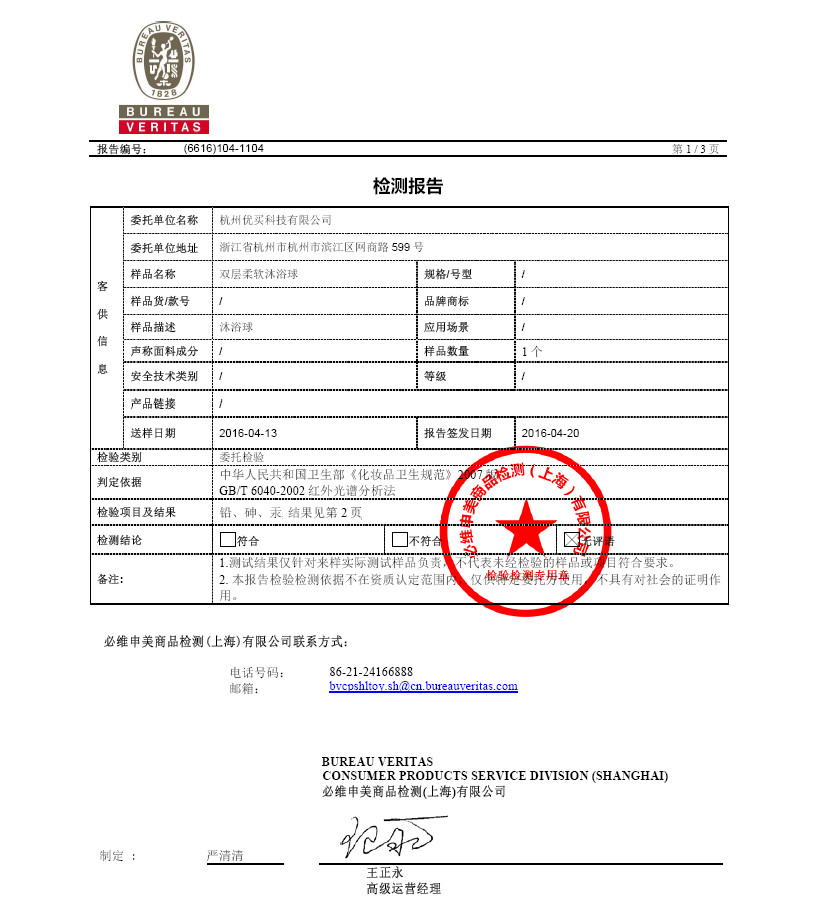 BUREAU VERITAS
1828
BUREAU
VERITAS
报告编号: (6616)104-1104 第 1 / 3 页
检测报告
客供信息
委托单位名称 杭州优买科技有限公司
委托单位地址 浙江省杭州市杭州市滨江区网商路 599 号
样品名称 双层柔软沐浴球 规格/号型 /
样品货/款号 / 品牌商标 /
样品描述 沐浴球 应用场景 /
声称面料成分 / 样品数量 1 个
安全技术类别 / 等级 /
产品链接 /
送样日期 2016-04-13 报告签发日期 2016-04-20
检验类别 委托检验
判定依据 中华人民共和国卫生部《化妆品卫生规范》2007
GB/T 6040-2002 红外光谱分析法
检验项目及结果 铅、砷、汞 结果见第 2 页
检测结论 符合 不符合 无评语
备注:
1.测试结果仅针对来样实际测试样品负责,不代表未经检验的样品或项目符合要求。
2. 本报告检验检测依据不在资质认定范围内,仅供特定委托方使用,不具有对社会的证明作
用。
必维申美商品检测（上海）有限公司
检验检测专用章
必维申美商品检测(上海)有限公司联系方式:
电话号码: 86-21-24166888
邮箱: bvcpshltoy.sh@cn.bureauveritas.com
BUREAU VERITAS
CONSUMER PRODUCTS SERVICE DIVISION (SHANGHAI)
必维申美商品检测(上海)有限公司
制定 : 严清清
王正永
高级运营经理